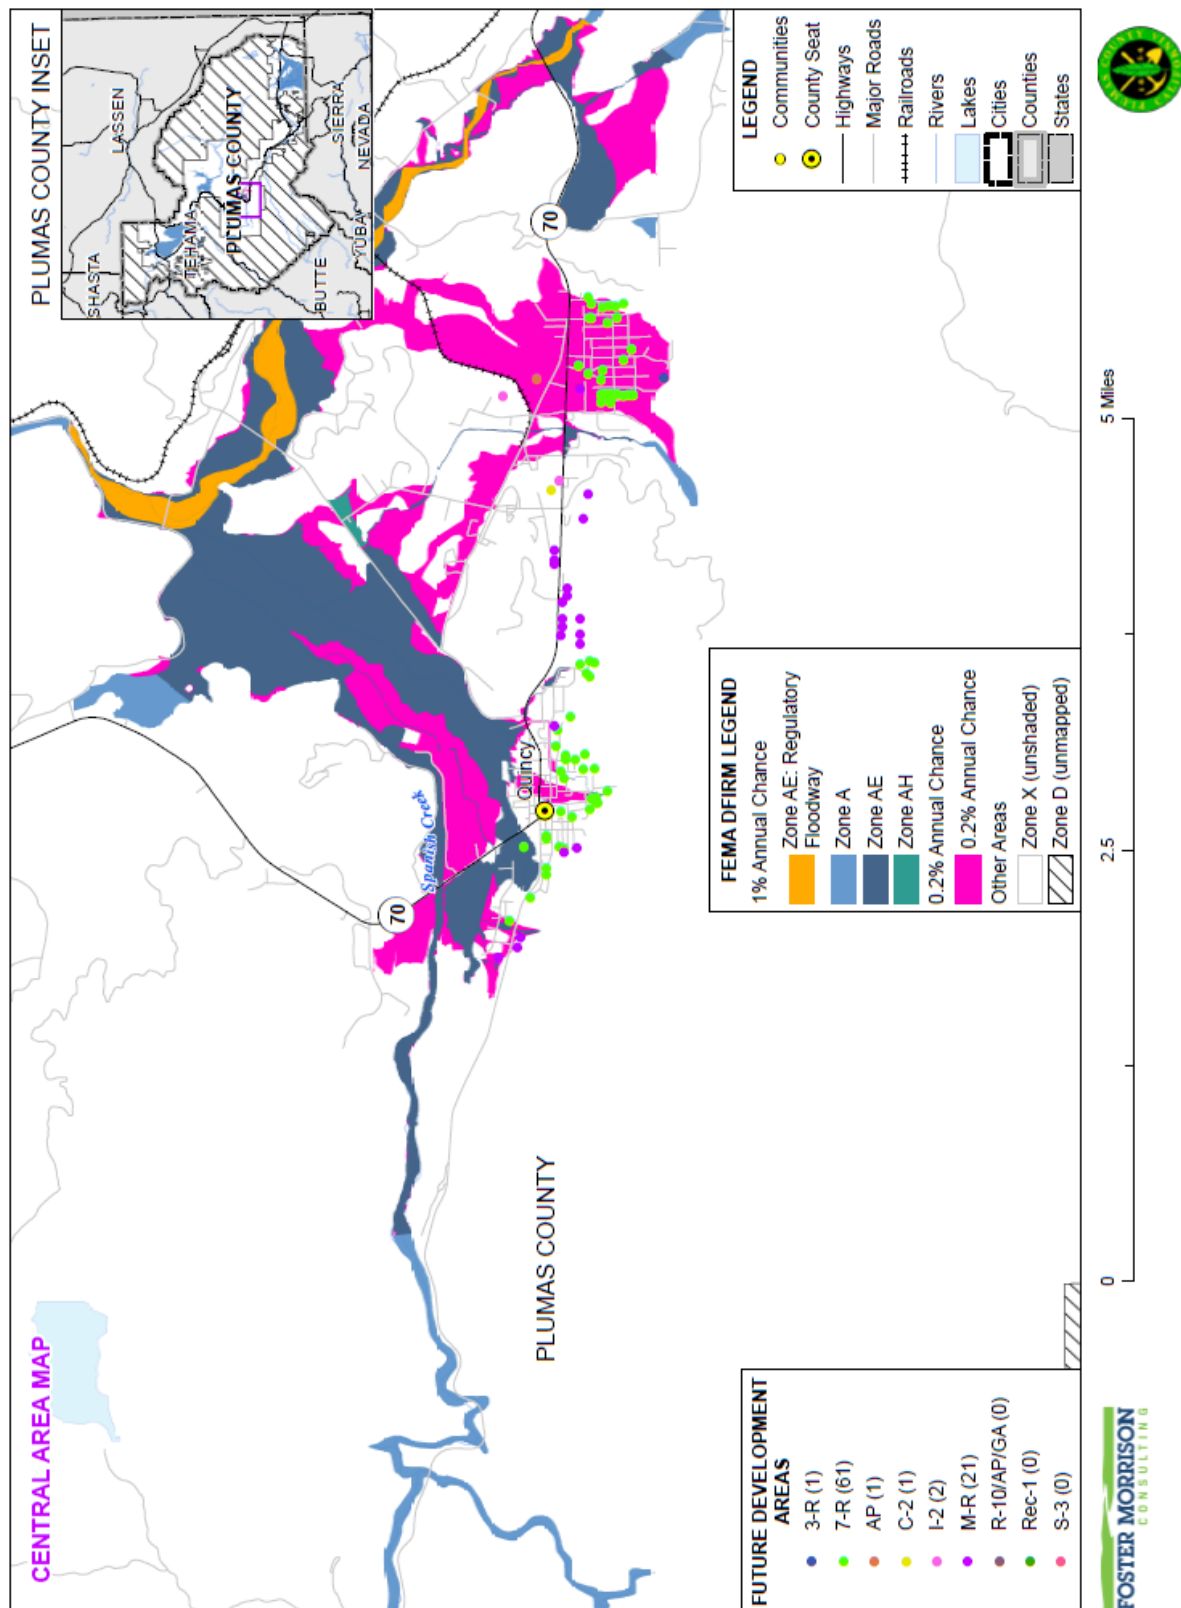 CENTRAL AREA MAP
PLUMAS COUNTY INSET
SHASTA
LASSEN
TEHAMA
PLUMAS COUNTY
BUTTE
YUBA
SIERRA
NEVADA
70
Spanish Creek
70
Quincy
PLUMAS COUNTY
FUTURE DEVELOPMENT
AREAS
3-R (1)
7-R (61)
AP (1)
C-2 (1)
I-2 (2)
M-R (21)
R-10/AP/GA (0)
Rec-1 (0)
S-3 (0)
FEMA DFIRM LEGEND
1% Annual Chance
Zone AE: Regulatory
Floodway
Zone A
Zone AE
Zone AH
0.2% Annual Chance
0.2% Annual Chance
Other Areas
Zone X (unshaded)
Zone D (unmapped)
LEGEND
Communities
County Seat
Highways
Major Roads
Railroads
Rivers
Lakes
Cities
Counties
States
0
2.5
5 Miles
FOSTER MORRISON
CONSULTING